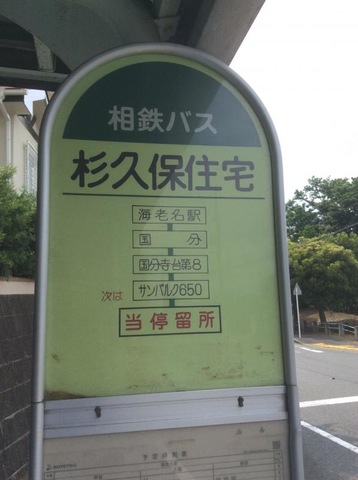 相鉄バス
杉久保住宅
海老名駅
国分
国分寺台第8
次は サンパルク650
当停留所